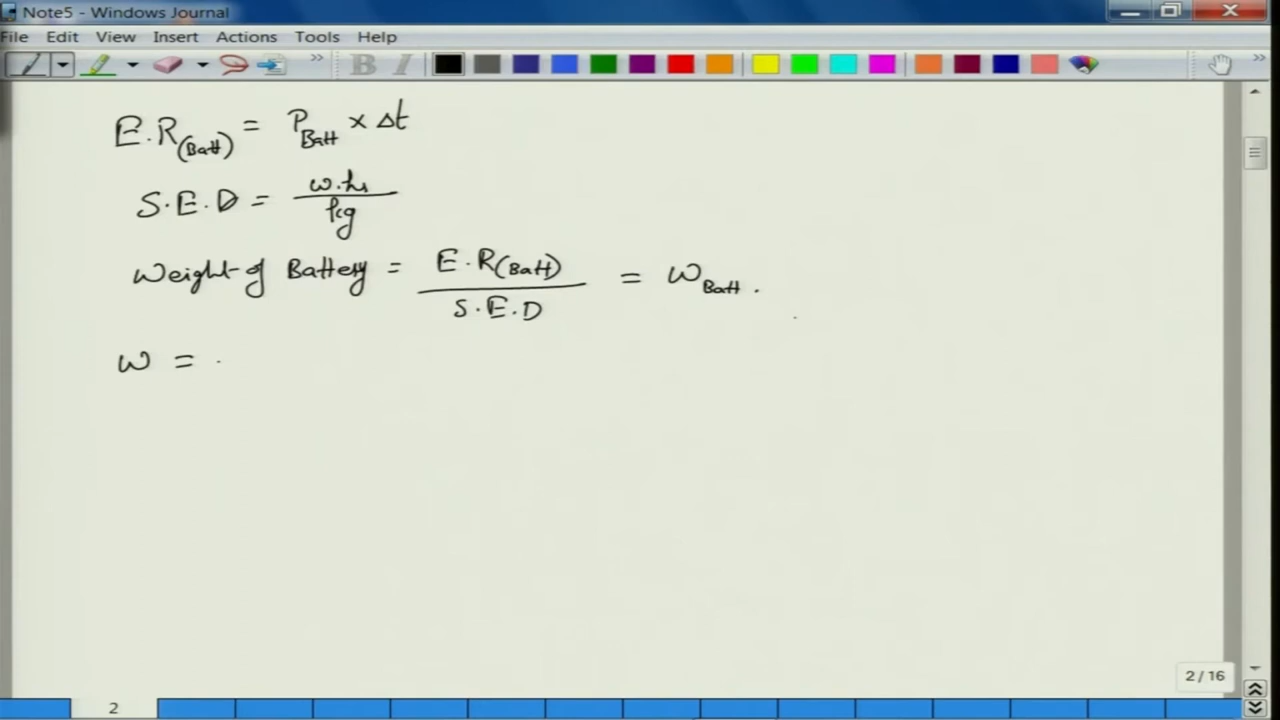 Note5 - Windows Journal
File Edit View Insert Actions Tools Help
B I
E.R(Batt) = PBatt × Δt
S.E.D = w.hr / kg
Weight of Battery = E.R(Batt) / S.E.D = WBatt.
W =
2 / 16
2